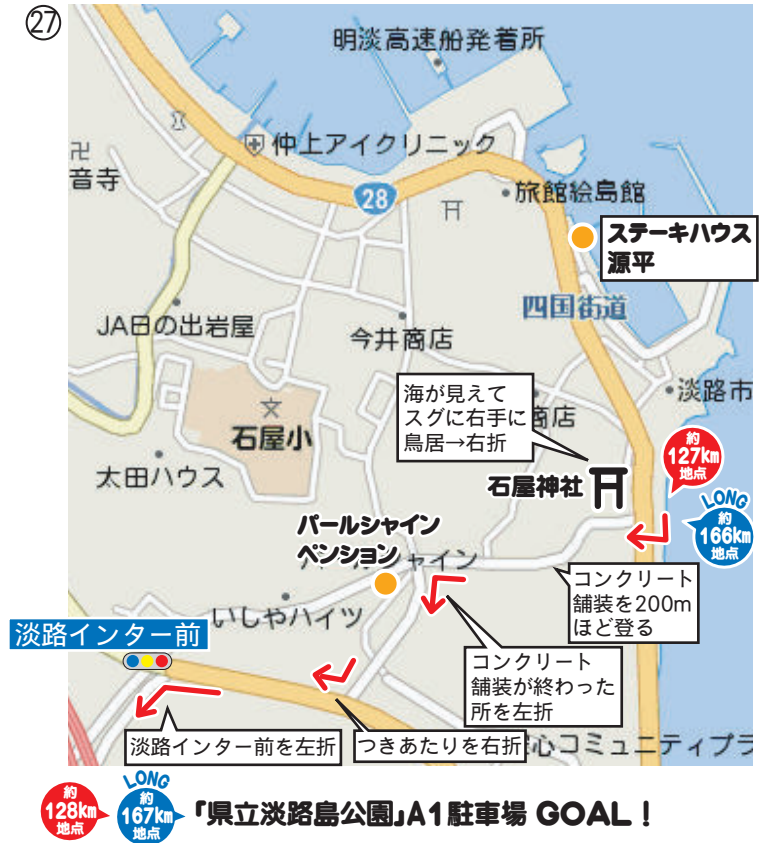 ㉗
明淡高速船発着所
仲上アイクリニック
音寺
28
旅館絵島館
ステーキハウス
源平
四国街道
JA日の出岩屋
今井商店
海が見えて
スグに右手に
鳥居→右折
商店
淡路市
石屋小
太田ハウス
石屋神社
約
127km
地点
LONG
約
166km
地点
パールシャイン
ペンション
シャイン
コンクリート
舗装を200m
ほど登る
いしやハイツ
淡路インター前
コンクリート
舗装が終わった
所を左折
淡路インター前を左折
つきあたりを右折
心コミュニティプラ
約
128km
地点
LONG
約
167km
地点
「県立淡路島公園」A1駐車場 GOAL!